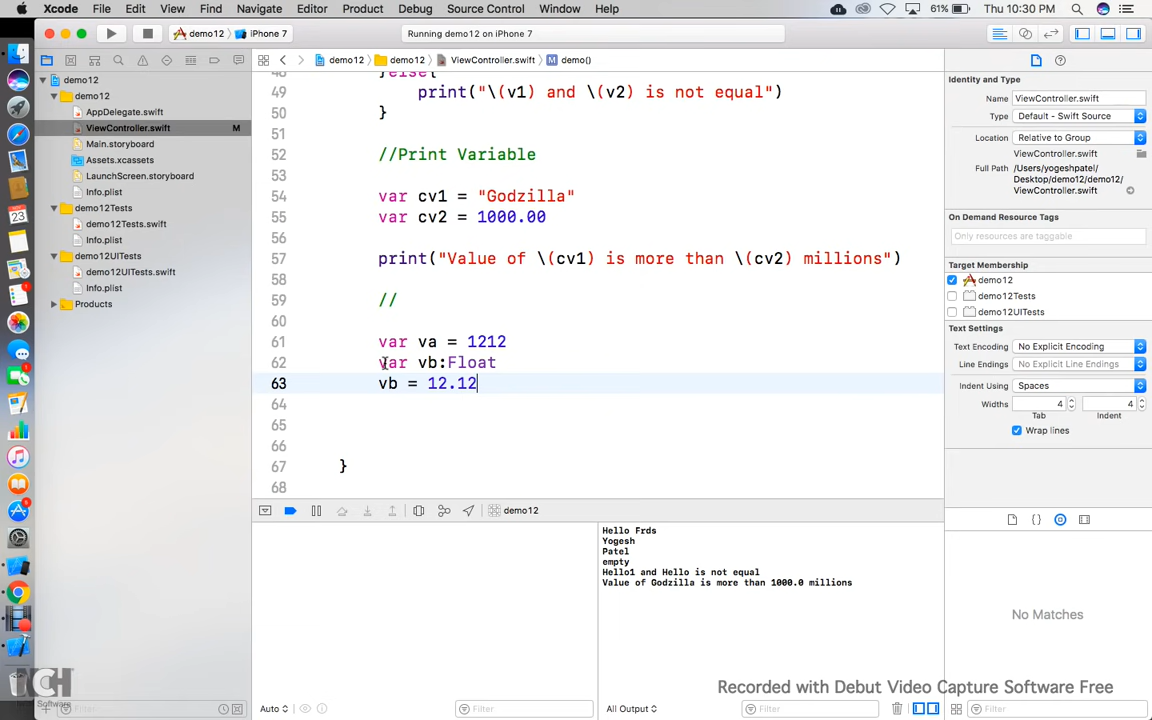 Xcode File Edit View Find Navigate Editor Product Debug Source Control Window Help 61% Thu 10:30 PM
demo12 iPhone 7 Running demo12 on iPhone 7
demo12 demo12 ViewController.swift M demo()
demo12
demo12
AppDelegate.swift
ViewController.swift M
Main.storyboard
Assets.xcassets
LaunchScreen.storyboard
Info.plist
demo12Tests
demo12Tests.swift
Info.plist
demo12UITests
demo12UITests.swift
Info.plist
Products
48 }else{
49 print("\(v1) and \(v2) is not equal")
50 }
51
52 //Print Variable
53
54 var cv1 = "Godzilla"
55 var cv2 = 1000.00
56
57 print("Value of \(cv1) is more than \(cv2) millions")
58
59 //
60
61 var va = 1212
62 var vb:Float
63 vb = 12.12
64
65
66
67 }
68
demo12
Hello Frds
Yogesh
Patel
empty
Hello1 and Hello is not equal
Value of Godzilla is more than 1000.0 millions
Auto Filter All Output Filter
Identity and Type
Name ViewController.swift
Type Default - Swift Source
Location Relative to Group
ViewController.swift
Full Path /Users/yogeshpatel/
Desktop/demo12/demo12/
ViewController.swift
On Demand Resource Tags
Only resources are taggable
Target Membership
demo12
demo12Tests
demo12UITests
Text Settings
Text Encoding No Explicit Encoding
Line Endings No Explicit Line Endings
Indent Using Spaces
Widths 4 4
Tab Indent
Wrap lines
No Matches
Filter
23
Software
Filter
Recorded with Debut Video Capture Software Free